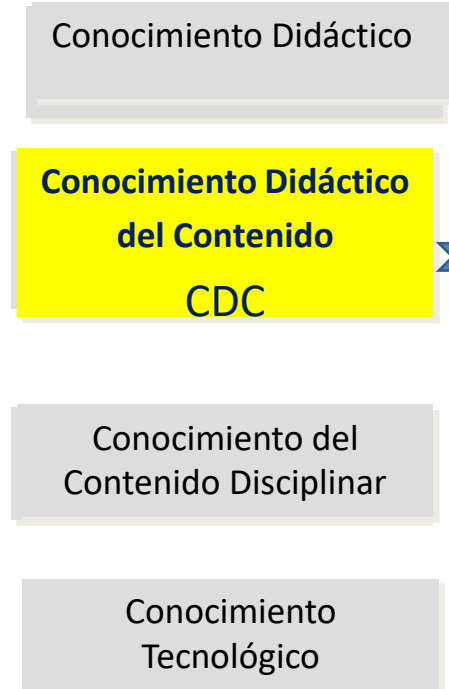 Conocimiento Didáctico
Conocimiento Didáctico
del Contenido
CDC
Conocimiento del
Contenido Disciplinar
Conocimiento
Tecnológico